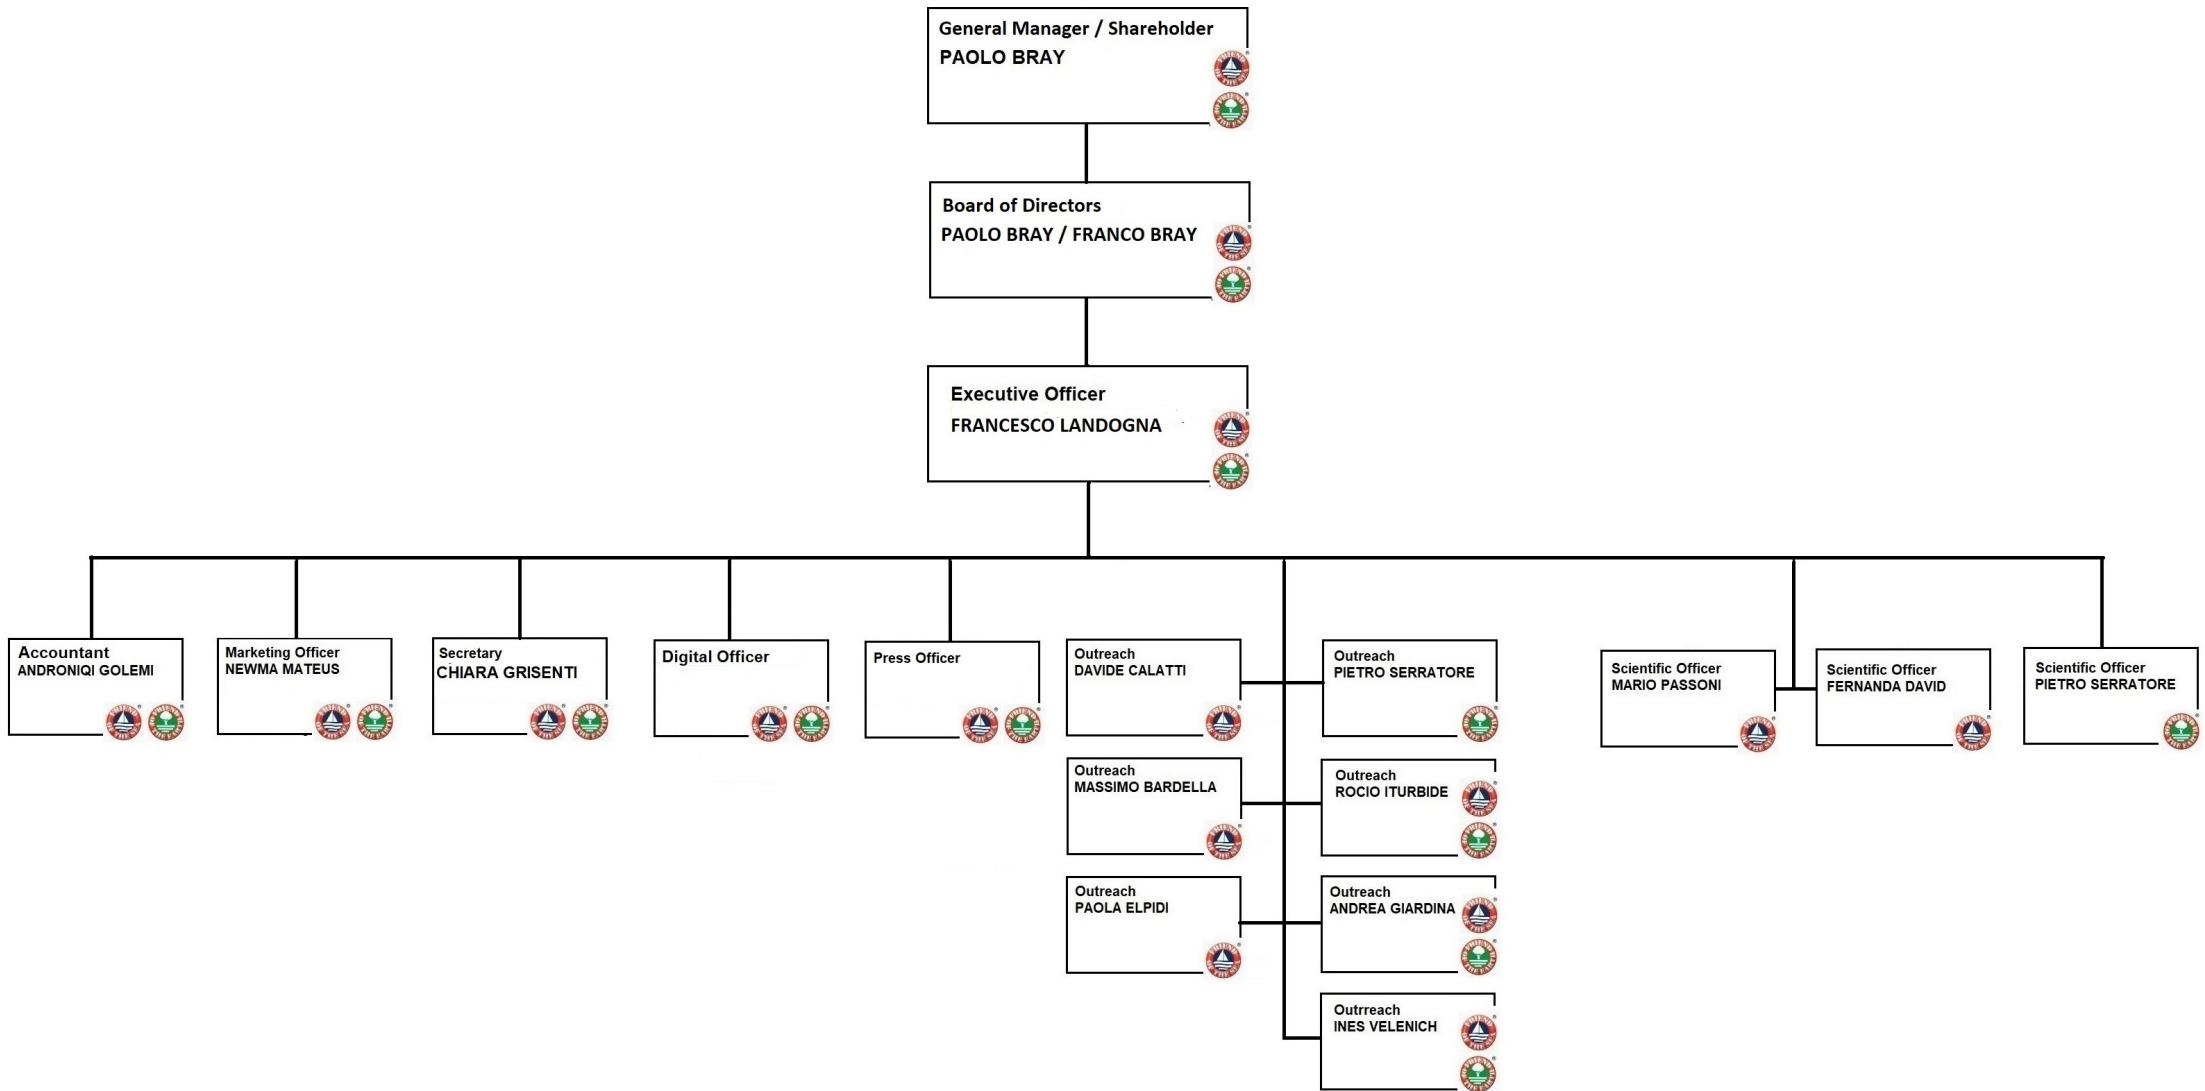 General Manager / Shareholder
PAOLO BRAY
Board of Directors
PAOLO BRAY / FRANCO BRAY
Executive Officer
FRANCESCO LANDOGNA
Accountant
ANDRONIQI GOLEMI
Marketing Officer
NEWMA MATEUS
Secretary
CHIARA GRISENTI
Digital Officer
Press Officer
Outreach
DAVIDE CALATTI
Outreach
PIETRO SERRATORE
Scientific Officer
MARIO PASSONI
Scientific Officer
FERNANDA DAVID
Scientific Officer
PIETRO SERRATORE
Outreach
MASSIMO BARDELLA
Outreach
ROCIO ITURBIDE
Outreach
PAOLA ELPIDI
Outreach
ANDREA GIARDINA
Outrreach
INES VELENICH